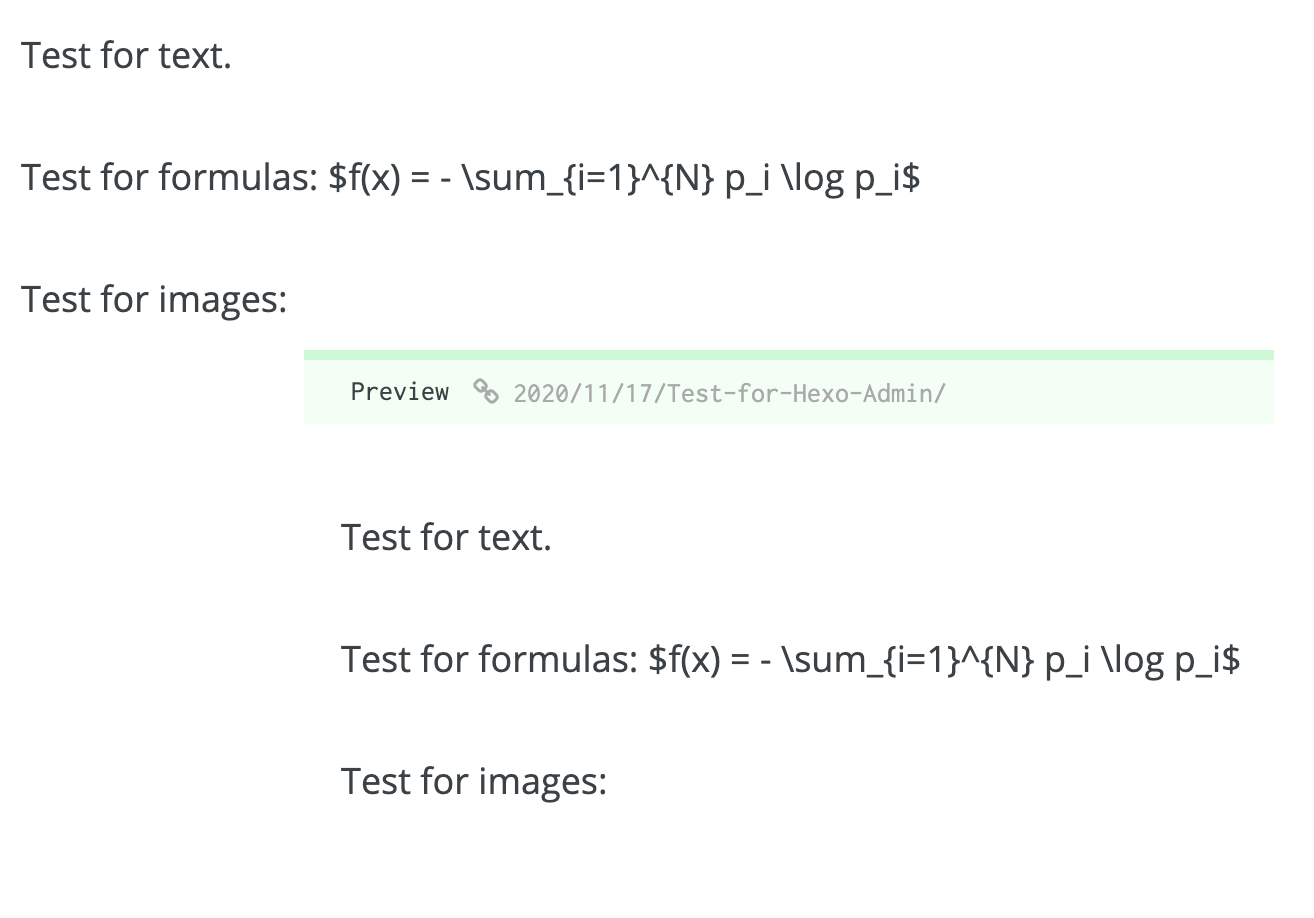 Test for text.
Test for formulas: $f(x) = - \sum_{i=1}^{N} p_i \log p_i$
Test for images:
Preview 2020/11/17/Test-for-Hexo-Admin/
Test for text.
Test for formulas: $f(x) = - \sum_{i=1}^{N} p_i \log p_i$
Test for images: